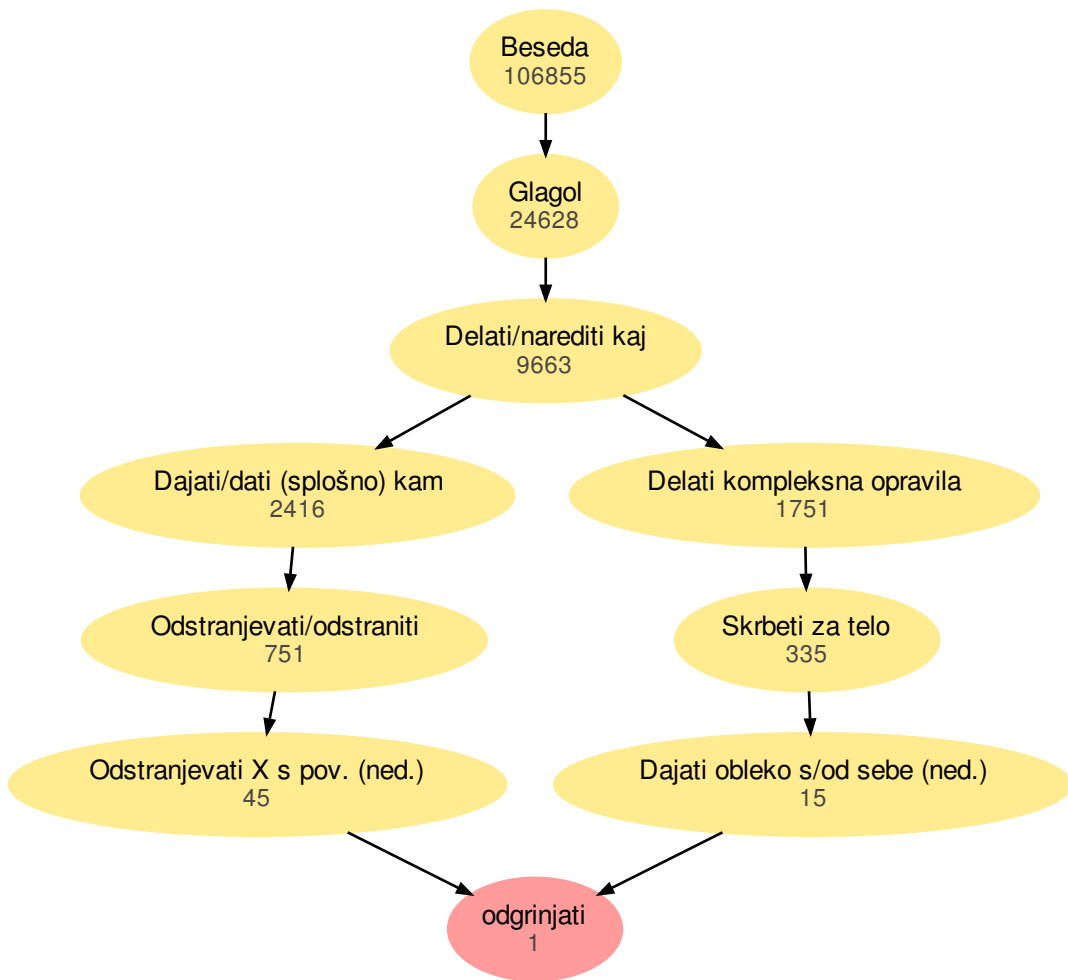 Beseda
106855
Glagol
24628
Delati/narediti kaj
9663
Dajati/dati (splošno) kam
2416
Delati kompleksna opravila
1751
Odstranjevati/odstraniti
751
Skrbeti za telo
335
Odstranjevati X s pov. (ned.)
45
Dajati obleko s/od sebe (ned.)
15
odgrinjati
1